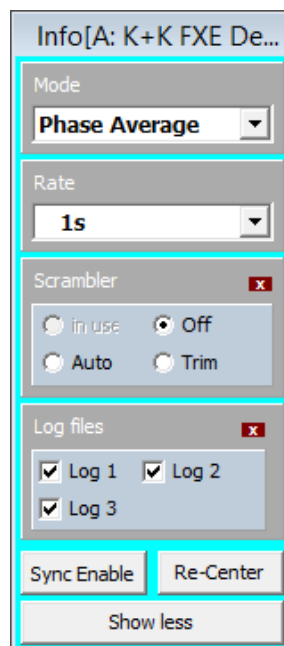 Info[A: K+K FXE De...
Mode
Phase Average
Rate
1s
Scrambler x
in use Off
Auto Trim
Log files x
Log 1 Log 2
Log 3
Sync Enable Re-Center
Show less